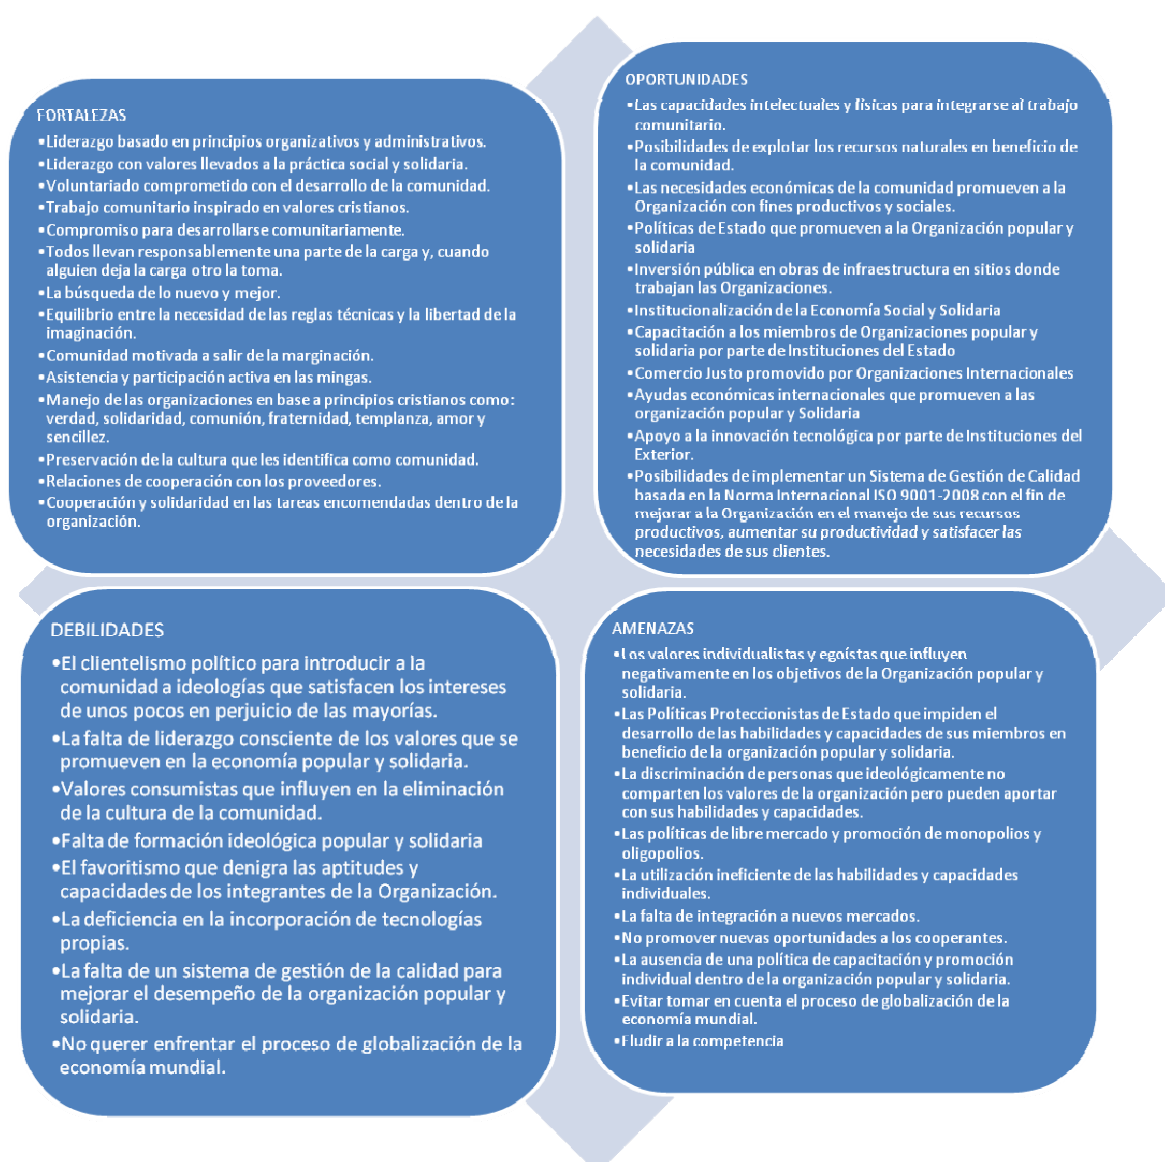 FORTALEZAS
•Liderazgo basado en principios organizativos y administrativos.
•Liderazgo con valores llevados a la práctica social y solidaria.
•Voluntariado comprometido con el desarrollo de la comunidad.
•Trabajo comunitario inspirado en valores cristianos.
•Compromiso para desarrollarse comunitariamente.
•Todos llevan responsablemente una parte de la carga y, cuando
alguien deja la carga otro la toma.
•La búsqueda de lo nuevo y mejor.
•Equilibrio entre la necesidad de las reglas técnicas y la libertad de la
imaginación.
•Comunidad motivada a salir de la marginación.
•Asistencia y participación activa en las mingas.
•Manejo de las organizaciones en base a principios cristianos como:
verdad, solidaridad, comunión, fraternidad, templanza, amor y
sencillez.
•Preservación de la cultura que les identifica como comunidad.
•Relaciones de cooperación con los proveedores.
•Cooperación y solidaridad en las tareas encomendadas dentro de la
organización.
OPORTUNIDADES
•Las capacidades intelectuales y físicas para integrarse al trabajo
comunitario.
•Posibilidades de explotar los recursos naturales en beneficio de
la comunidad.
•Las necesidades económicas de la comunidad promueven a la
Organización con fines productivos y sociales.
•Políticas de Estado que promueven a la Organización popular y
solidaria
•Inversión pública en obras de infraestructura en sitios donde
trabajan las Organizaciones.
•Institucionalización de la Economía Social y Solidaria
•Capacitación a los miembros de Organizaciones popular y
solidaria por parte de Instituciones del Estado
•Comercio Justo promovido por Organizaciones Internacionales
•Ayudas económicas internacionales que promueven a las
organización popular y Solidaria
•Apoyo a la innovación tecnológica por parte de Instituciones del
Exterior.
•Posibilidades de implementar un Sistema de Gestión de Calidad
basada en la Norma Internacional ISO 9001-2008 con el fin de
mejorar a la Organización en el manejo de sus recursos
productivos, aumentar su productividad y satisfacer las
necesidades de sus clientes.
DEBILIDADES
•El clientelismo político para introducir a la
comunidad a ideologías que satisfacen los intereses
de unos pocos en perjuicio de las mayorías.
•La falta de liderazgo consciente de los valores que se
promueven en la economía popular y solidaria.
•Valores consumistas que influyen en la eliminación
de la cultura de la comunidad.
•Falta de formación ideológica popular y solidaria
•El favoritismo que denigra las aptitudes y
capacidades de los integrantes de la Organización.
•La deficiencia en la incorporación de tecnologías
propias.
•La falta de un sistema de gestión de la calidad para
mejorar el desempeño de la organización popular y
solidaria.
•No querer enfrentar el proceso de globalización de la
economía mundial.
AMENAZAS
•Los valores individualistas y egoístas que influyen
negativamente en los objetivos de la Organización popular y
solidaria.
•Las Políticas Proteccionistas de Estado que impiden el
desarrollo de las habilidades y capacidades de sus miembros en
beneficio de la organización popular y solidaria.
•La discriminación de personas que ideológicamente no
comparten los valores de la organización pero pueden aportar
con sus habilidades y capacidades.
•Las políticas de libre mercado y promoción de monopolios y
oligopolios.
•La utilización ineficiente de las habilidades y capacidades
individuales.
•La falta de integración a nuevos mercados.
•No promover nuevas oportunidades a los cooperantes.
•La ausencia de una política de capacitación y promoción
individual dentro de la organización popular y solidaria.
•Evitar tomar en cuenta el proceso de globalización de la
economía mundial.
•Eludir a la competencia